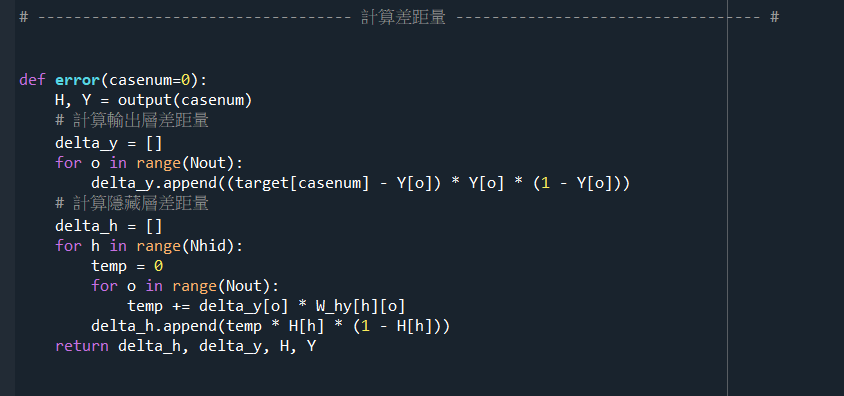 # ----------------------------------- 計算差距量 ---------------------------------- #
def error(casenum=0):
    H, Y = output(casenum)
    # 計算輸出層差距量
    delta_y = []
    for o in range(Nout):
        delta_y.append((target[casenum] - Y[o]) * Y[o] * (1 - Y[o]))
    # 計算隱藏層差距量
    delta_h = []
    for h in range(Nhid):
        temp = 0
        for o in range(Nout):
            temp += delta_y[o] * W_hy[h][o]
        delta_h.append(temp * H[h] * (1 - H[h]))
    return delta_h, delta_y, H, Y